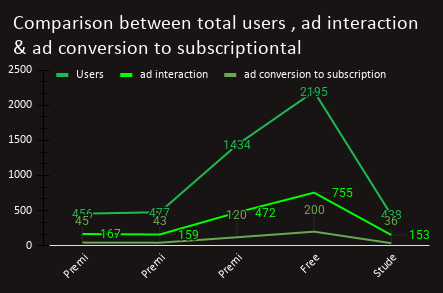 Comparison between total users , ad interaction
& ad conversion to subscriptiontal
2500
Users
ad interaction
ad conversion to subscription
2000
1500
1000
500
0
477
1434
2195
167
159
472
755
153
45
43
120
200
36
Premi
Premi
Premi
Free
Stude